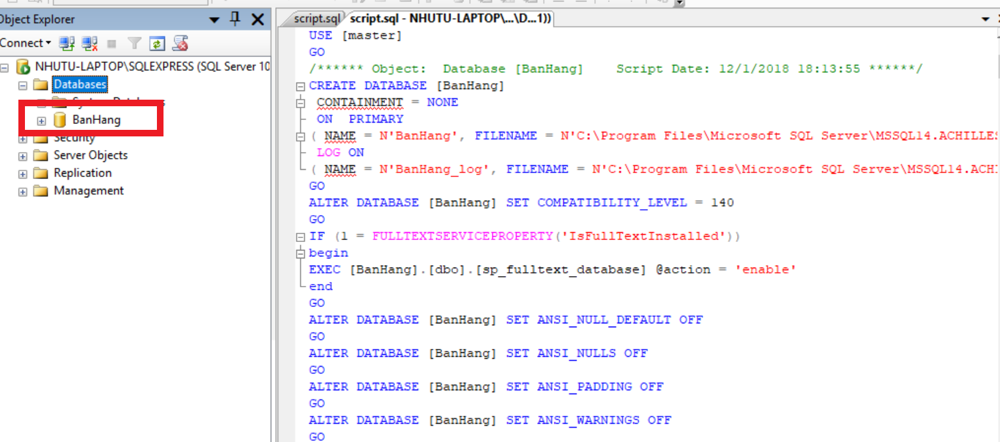 Object Explorer
Connect
NHUTU-LAPTOP\SQLEXPRESS (SQL Server 10
Databases
BanHang
Security
Server Objects
Replication
Management
script.sql
script.sql - NHUTU-LAPTOP\...\D...1))
USE [master]
GO
/****** Object:  Database [BanHang]    Script Date: 12/1/2018 18:13:55 ******/
CREATE DATABASE [BanHang]
CONTAINMENT = NONE
ON  PRIMARY
( NAME = N'BanHang', FILENAME = N'C:\Program Files\Microsoft SQL Server\MSSQL14.ACHILLES
LOG ON
( NAME = N'BanHang_log', FILENAME = N'C:\Program Files\Microsoft SQL Server\MSSQL14.ACH
GO
ALTER DATABASE [BanHang] SET COMPATIBILITY_LEVEL = 140
GO
IF (1 = FULLTEXTSERVICEPROPERTY('IsFullTextInstalled'))
begin
EXEC [BanHang].[dbo].[sp_fulltext_database] @action = 'enable'
end
GO
ALTER DATABASE [BanHang] SET ANSI_NULL_DEFAULT OFF
GO
ALTER DATABASE [BanHang] SET ANSI_NULLS OFF
GO
ALTER DATABASE [BanHang] SET ANSI_PADDING OFF
GO
ALTER DATABASE [BanHang] SET ANSI_WARNINGS OFF
GO